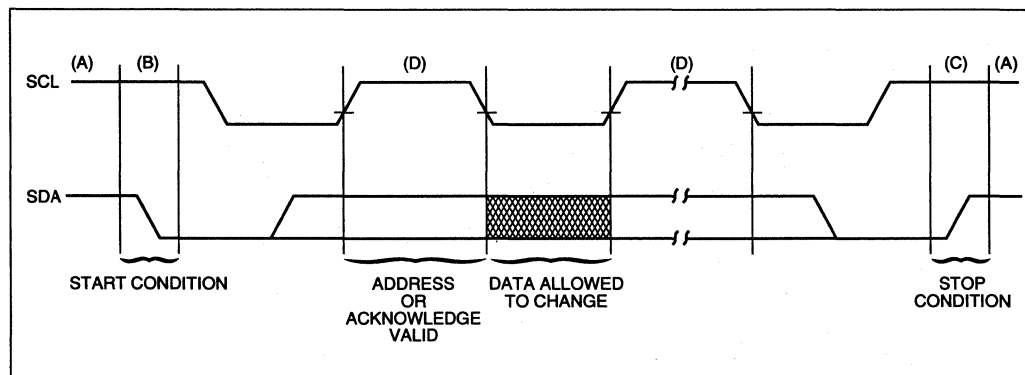 (A) (B) (D) (D) (C) (A)
SCL
SDA
START CONDITION
ADDRESS
OR
ACKNOWLEDGE
VALID
DATA ALLOWED
TO CHANGE
STOP
CONDITION